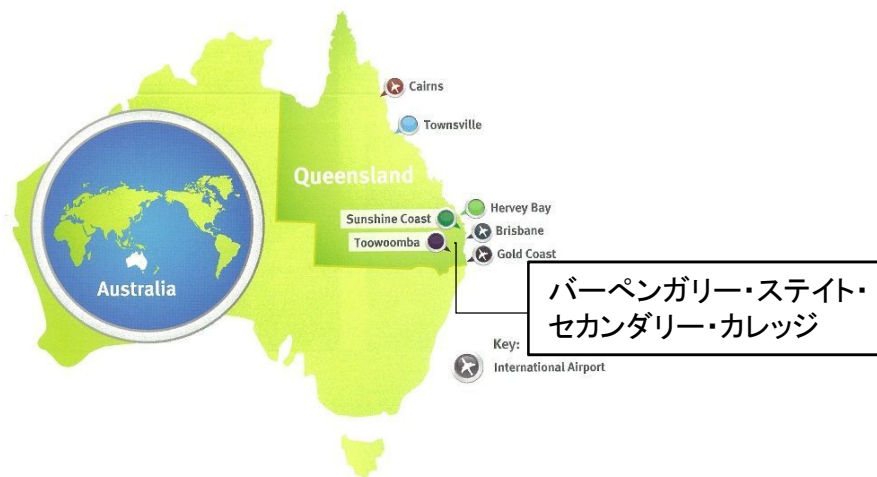 Cairns
Townsville
Queensland
Hervey Bay
Sunshine Coast
Brisbane
Toowoomba
Gold Coast
Australia
バーペンガリー・ステイト・
セカンダリー・カレッジ
Key:
International Airport